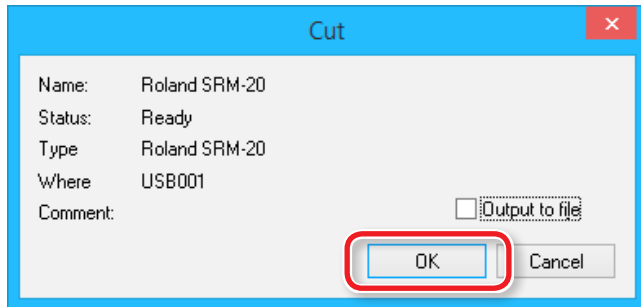 Cut
Name: Roland SRM-20
Status: Ready
Type Roland SRM-20
Where USB001
Comment:
Output to file
OK Cancel